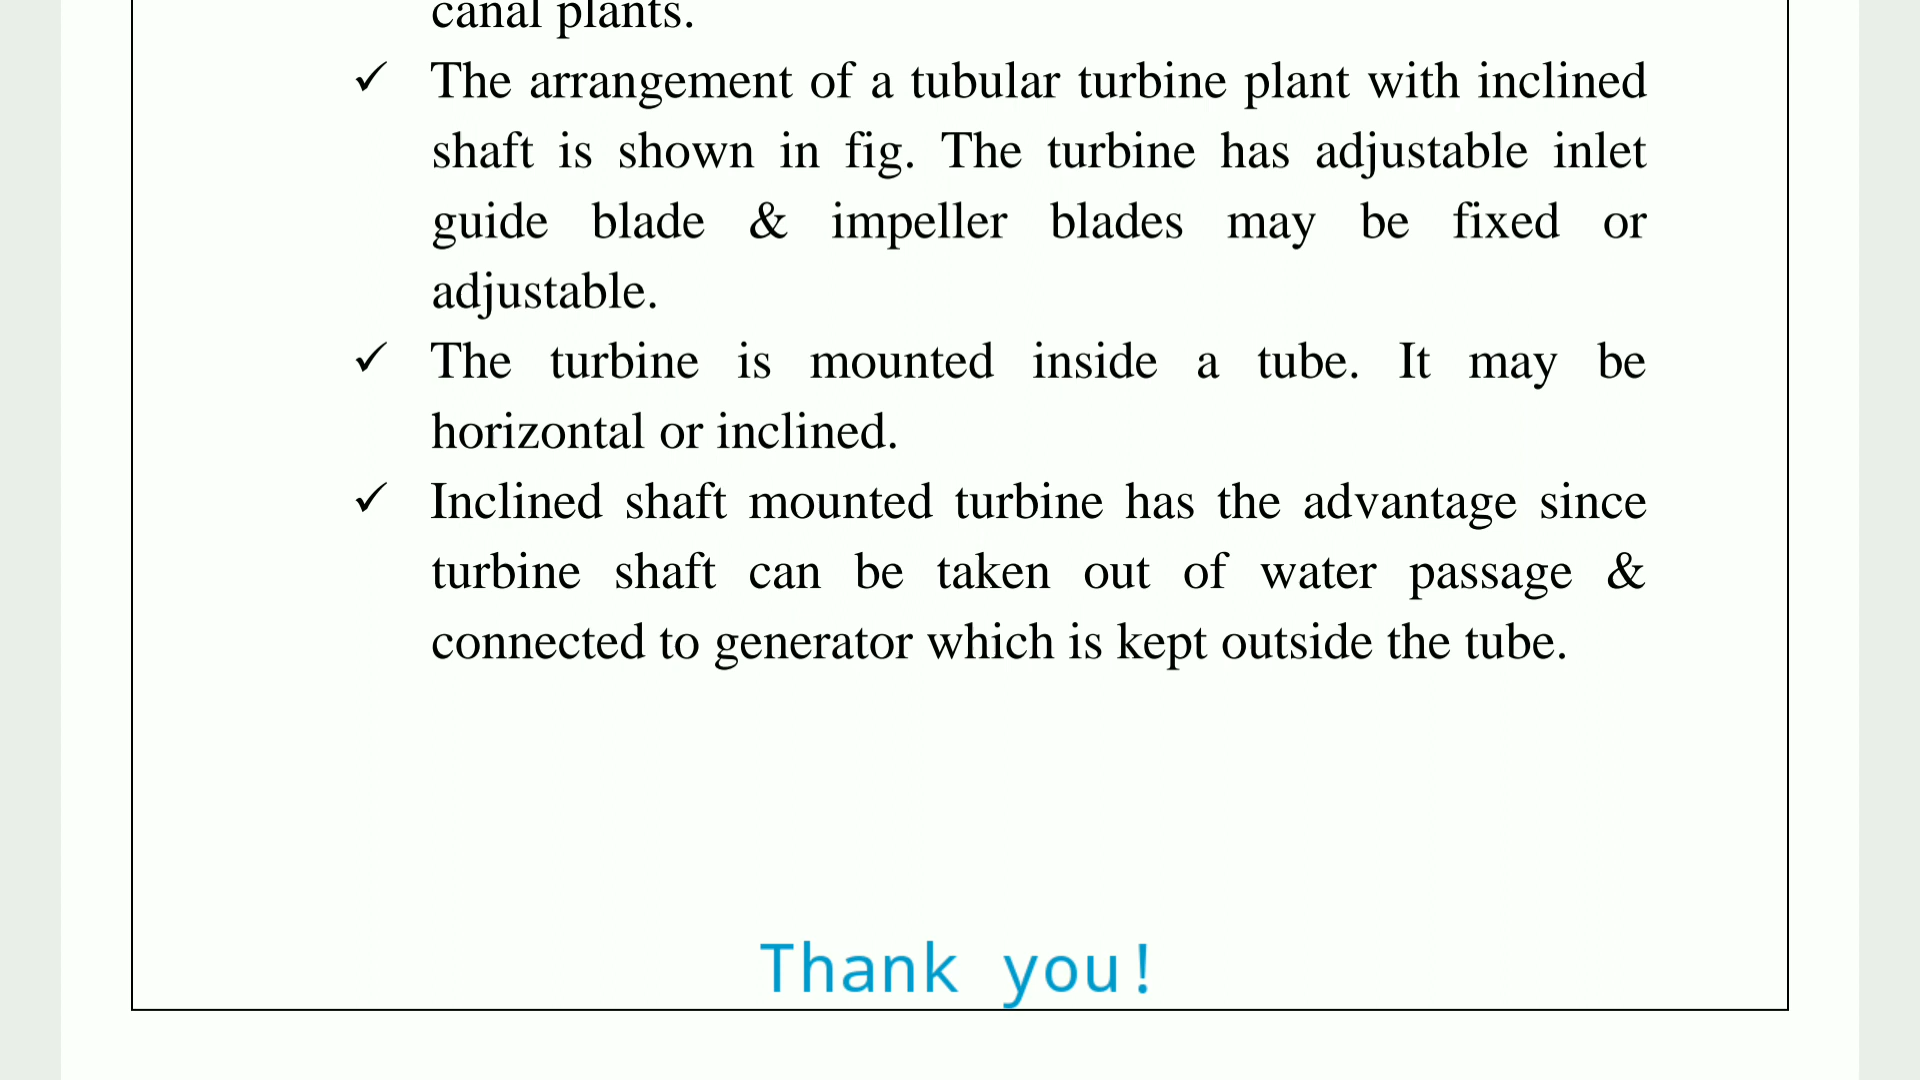 canal plants.
✓ The arrangement of a tubular turbine plant with inclined
shaft is shown in fig. The turbine has adjustable inlet
guide blade & impeller blades may be fixed or
adjustable.
✓ The turbine is mounted inside a tube. It may be
horizontal or inclined.
✓ Inclined shaft mounted turbine has the advantage since
turbine shaft can be taken out of water passage &
connected to generator which is kept outside the tube.
Thank you!